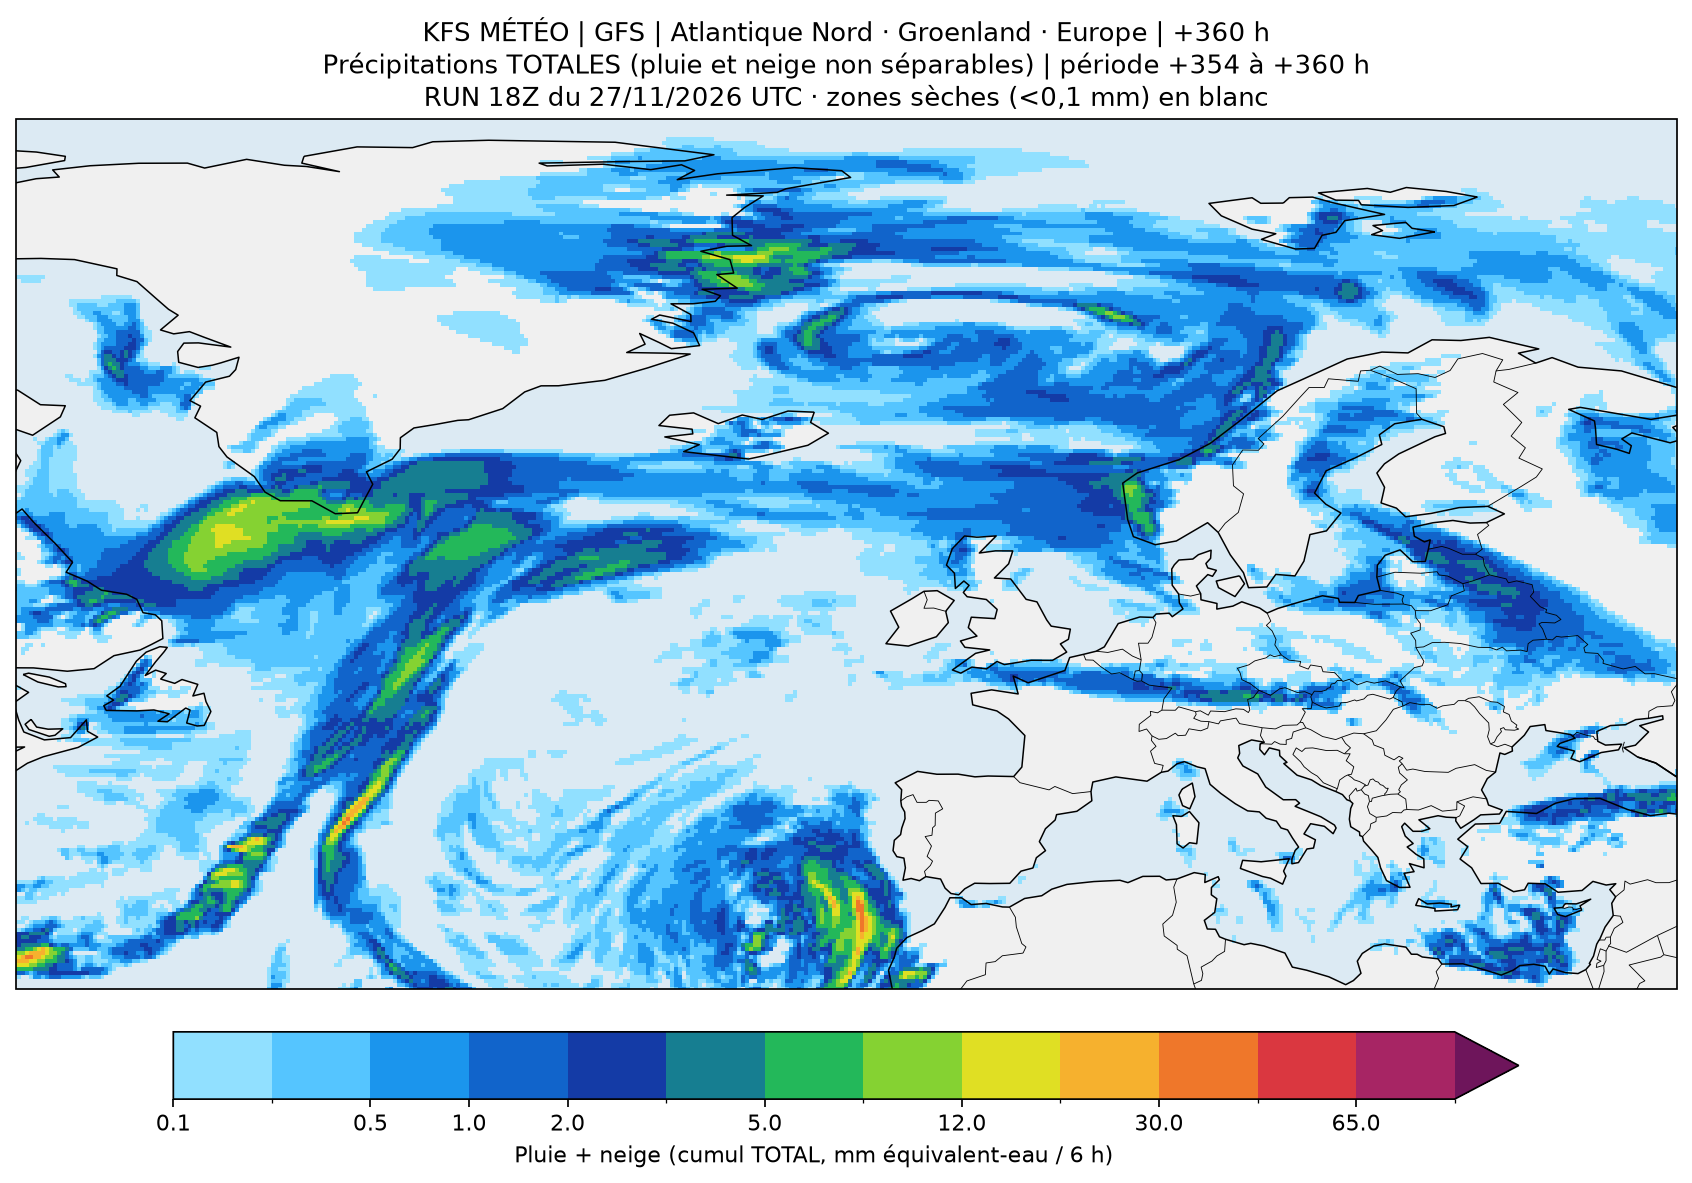 KFS MÉTÉO | GFS | Atlantique Nord · Groenland · Europe | +360 h
Précipitations TOTALES (pluie et neige non séparables) | période +354 à +360 h
RUN 18Z du 27/11/2026 UTC · zones sèches (<0,1 mm) en blanc
0.1 0.5 1.0 2.0 5.0 12.0 30.0 65.0
Pluie + neige (cumul TOTAL, mm équivalent-eau / 6 h)